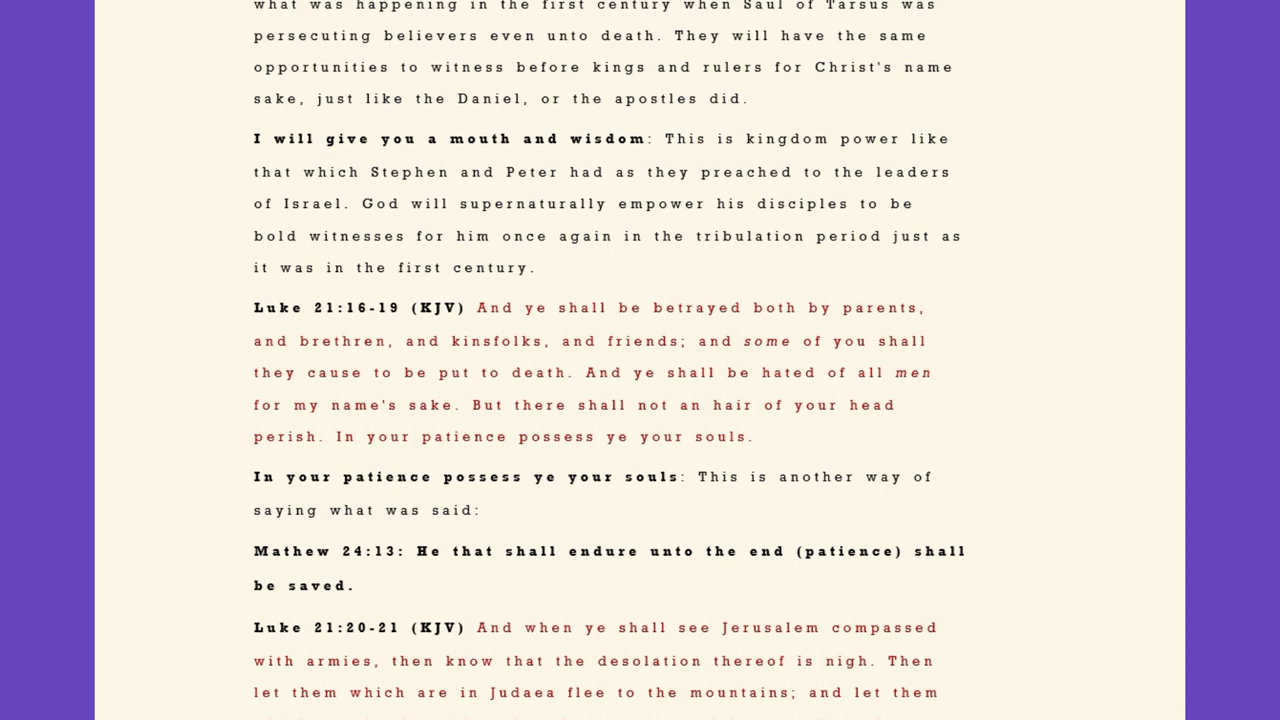 what was happening in the first century when Saul of Tarsus was
persecuting believers even unto death. They will have the same
opportunities to witness before kings and rulers for Christ's name
sake, just like the Daniel, or the apostles did.
I will give you a mouth and wisdom: This is kingdom power like
that which Stephen and Peter had as they preached to the leaders
of Israel. God will supernaturally empower his disciples to be
bold witnesses for him once again in the tribulation period just as
it was in the first century.
Luke 21:16-19 (KJV) And ye shall be betrayed both by parents,
and brethren, and kinsfolks, and friends; and some of you shall
they cause to be put to death. And ye shall be hated of all men
for my name's sake. But there shall not an hair of your head
perish. In your patience possess ye your souls.
In your patience possess ye your souls: This is another way of
saying what was said:
Mathew 24:13: He that shall endure unto the end (patience) shall
be saved.
Luke 21:20-21 (KJV) And when ye shall see Jerusalem compassed
with armies, then know that the desolation thereof is nigh. Then
let them which are in Judaea flee to the mountains; and let them